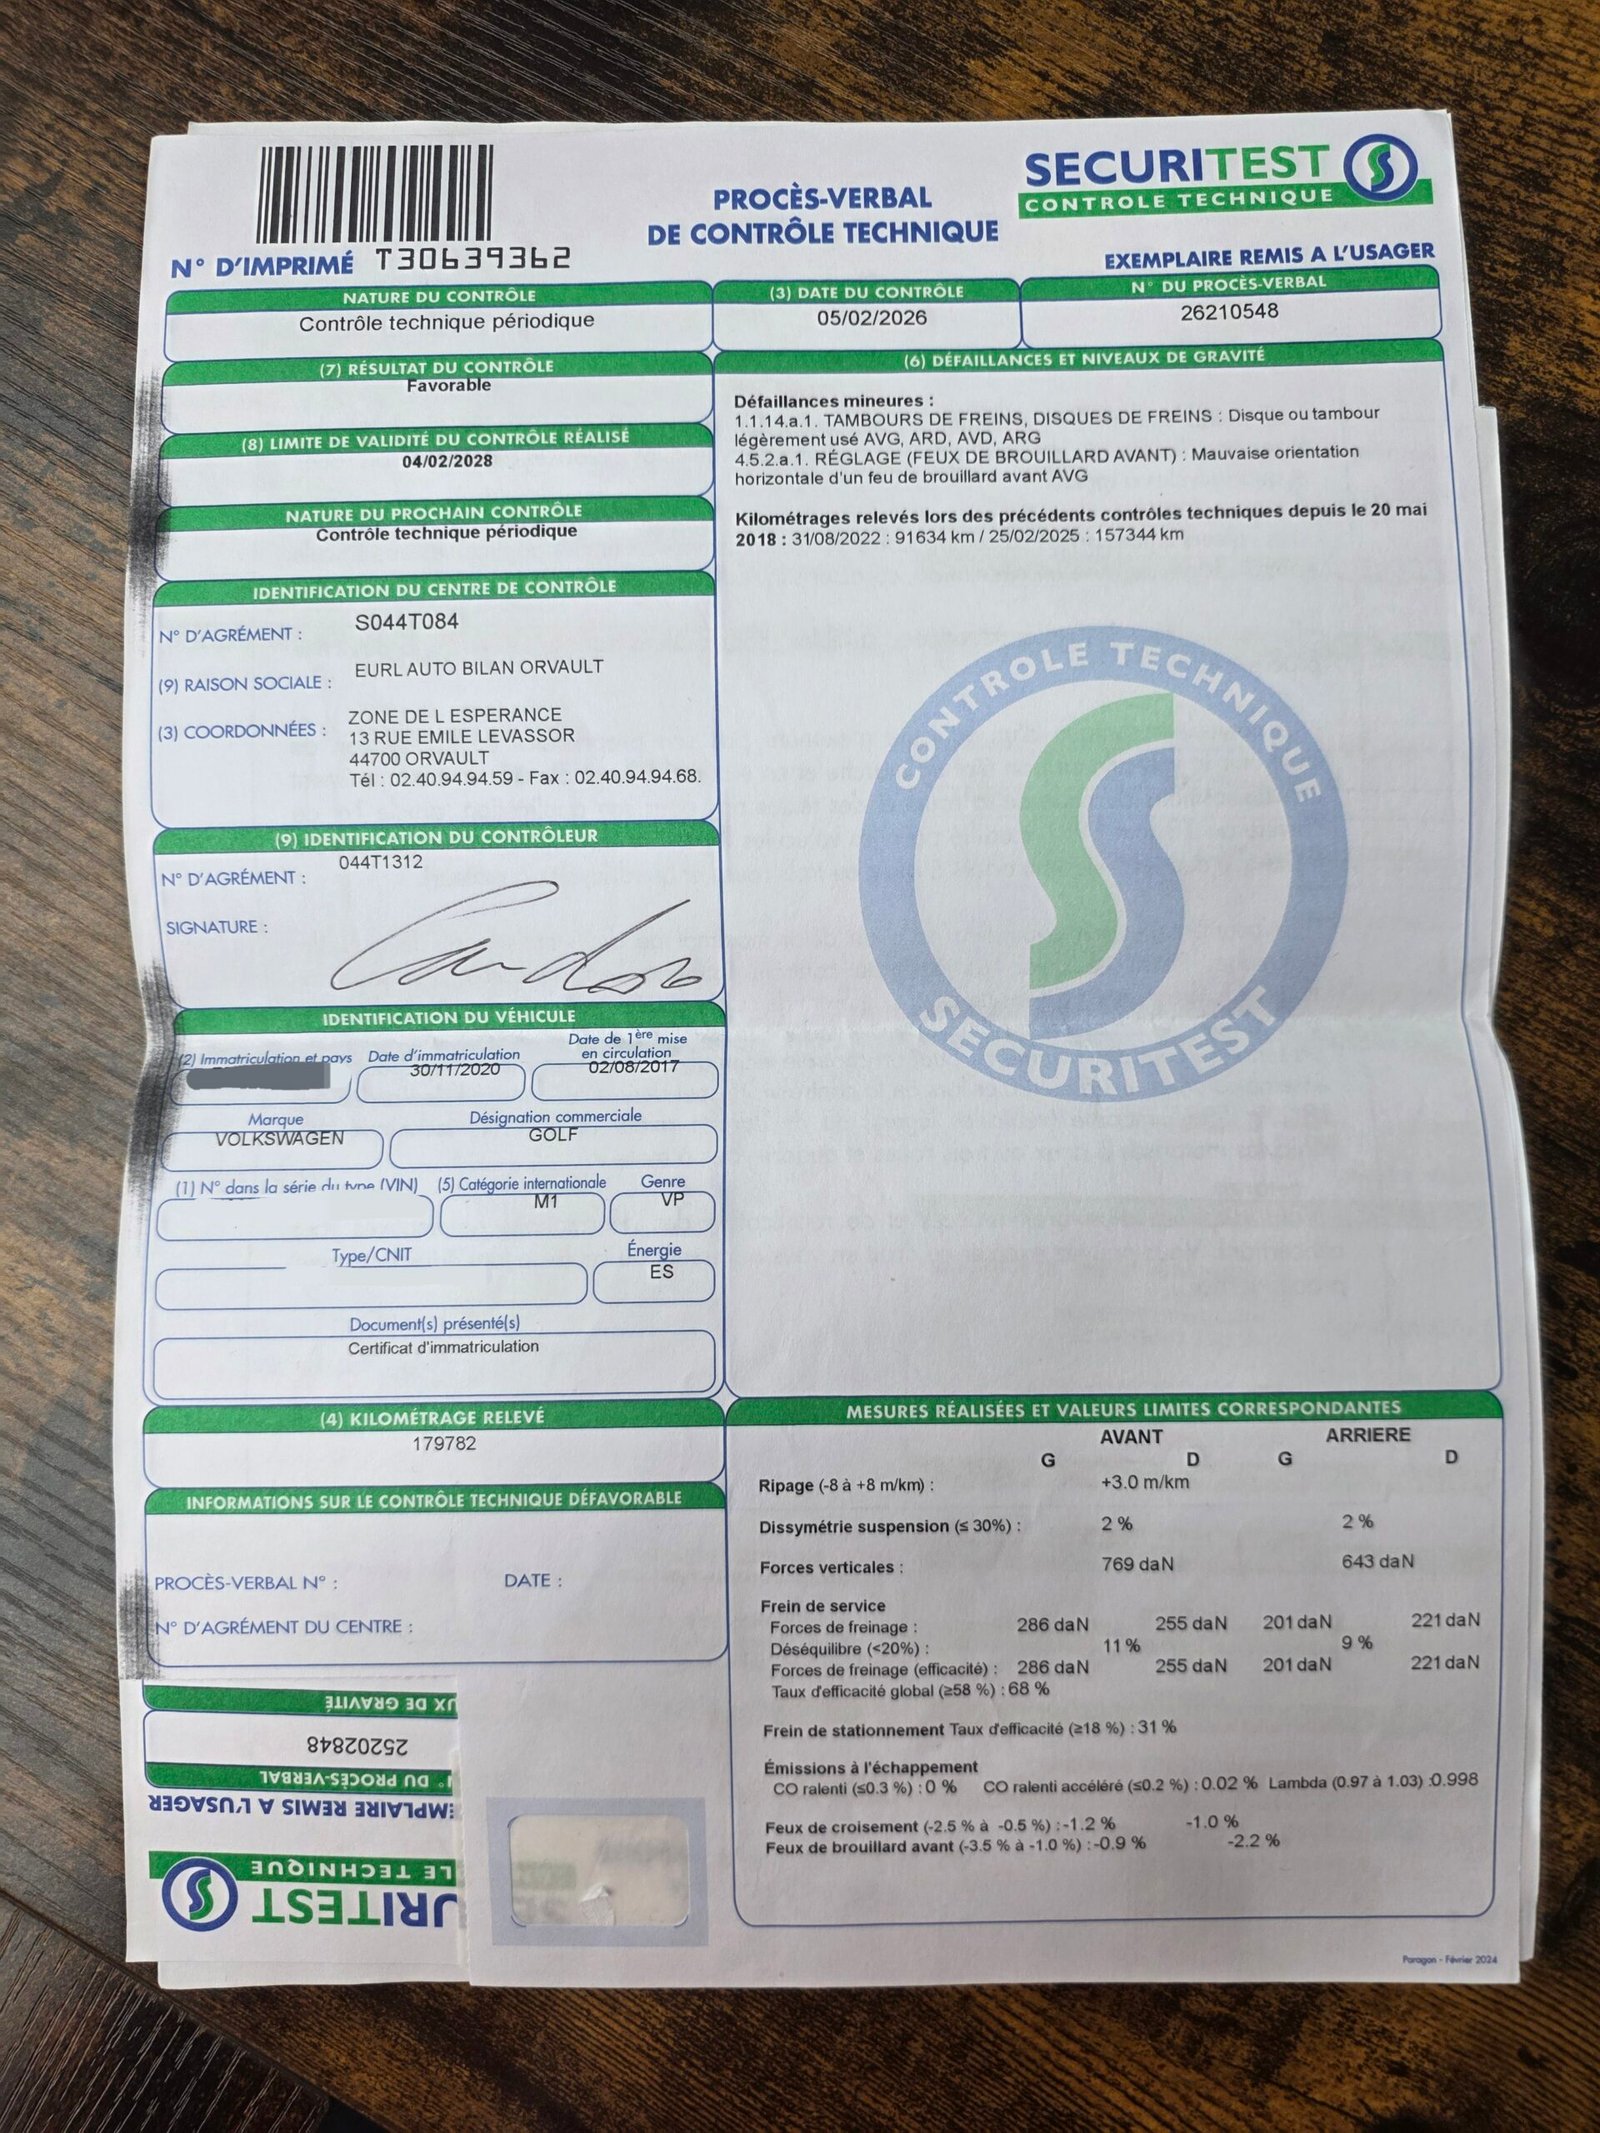 N° D'IMPRIMÉ T30639362
PROCÈS-VERBAL
DE CONTRÔLE TECHNIQUE
SECURITEST
CONTROLE TECHNIQUE
EXEMPLAIRE REMIS A L'USAGER
NATURE DU CONTRÔLE
Contrôle technique périodique
(3) DATE DU CONTRÔLE
05/02/2026
N° DU PROCÈS-VERBAL
26210548
(7) RÉSULTAT DU CONTRÔLE
Favorable
(8) LIMITE DE VALIDITÉ DU CONTRÔLE RÉALISÉ
04/02/2028
NATURE DU PROCHAIN CONTRÔLE
Contrôle technique périodique
IDENTIFICATION DU CENTRE DE CONTRÔLE
N° D'AGRÉMENT : S044T084
(9) RAISON SOCIALE : EURL AUTO BILAN ORVAULT
(3) COORDONNÉES : ZONE DE L ESPERANCE
13 RUE EMILE LEVASSOR
44700 ORVAULT
Tél : 02.40.94.94.59 - Fax : 02.40.94.94.68.
(9) IDENTIFICATION DU CONTRÔLEUR
N° D'AGRÉMENT : 044T1312
SIGNATURE :
IDENTIFICATION DU VÉHICULE
(2) Immatriculation et pays
Date d'immatriculation
30/11/2020
Date de 1ère mise
en circulation
02/08/2017
Marque
VOLKSWAGEN
Désignation commerciale
GOLF
(1) N° dans la série du type (VIN)
(5) Catégorie internationale
M1
Genre
VP
Type/CNIT
Énergie
ES
Document(s) présenté(s)
Certificat d'immatriculation
(4) KILOMÉTRAGE RELEVÉ
179782
INFORMATIONS SUR LE CONTRÔLE TECHNIQUE DÉFAVORABLE
PROCÈS-VERBAL N° : DATE :
N° D'AGRÉMENT DU CENTRE :
(6) DÉFAILLANCES ET NIVEAUX DE GRAVITÉ
Défaillances mineures :
1.1.14.a.1. TAMBOURS DE FREINS, DISQUES DE FREINS : Disque ou tambour
légèrement usé AVG, ARD, AVD, ARG
4.5.2.a.1. RÉGLAGE (FEUX DE BROUILLARD AVANT) : Mauvaise orientation
horizontale d'un feu de brouillard avant AVG
Kilométrages relevés lors des précédents contrôles techniques depuis le 20 mai
2018 : 31/08/2022 : 91634 km / 25/02/2025 : 157344 km
CONTROLE TECHNIQUE
SECURITEST
MESURES RÉALISÉES ET VALEURS LIMITES CORRESPONDANTES
AVANT ARRIERE
G D G D
Ripage (-8 à +8 m/km) : +3.0 m/km
Dissymétrie suspension (≤ 30%) : 2 % 2 %
Forces verticales : 769 daN 643 daN
Frein de service
Forces de freinage : 286 daN 255 daN 201 daN 221 daN
Déséquilibre (<20%) : 11 % 9 %
Forces de freinage (efficacité) : 286 daN 255 daN 201 daN 221 daN
Taux d'efficacité global (≥58 %) : 68 %
Frein de stationnement Taux d'efficacité (≥18 %) : 31 %
Émissions à l'échappement
CO ralenti (≤0.3 %) : 0 % CO ralenti accéléré (≤0.2 %) : 0.02 % Lambda (0.97 à 1.03) :0.998
Feux de croisement (-2.5 % à -0.5 %) :-1.2 % -1.0 %
Feux de brouillard avant (-3.5 % à -1.0 %) :-0.9 % -2.2 %
Paragon - Février 2024
UX DE GRAVITÉ
25202848
° DU PROCÈS-VERBAL
EMPLAIRE REMIS A L'USAGER
LE TECHNIQUE
URITEST